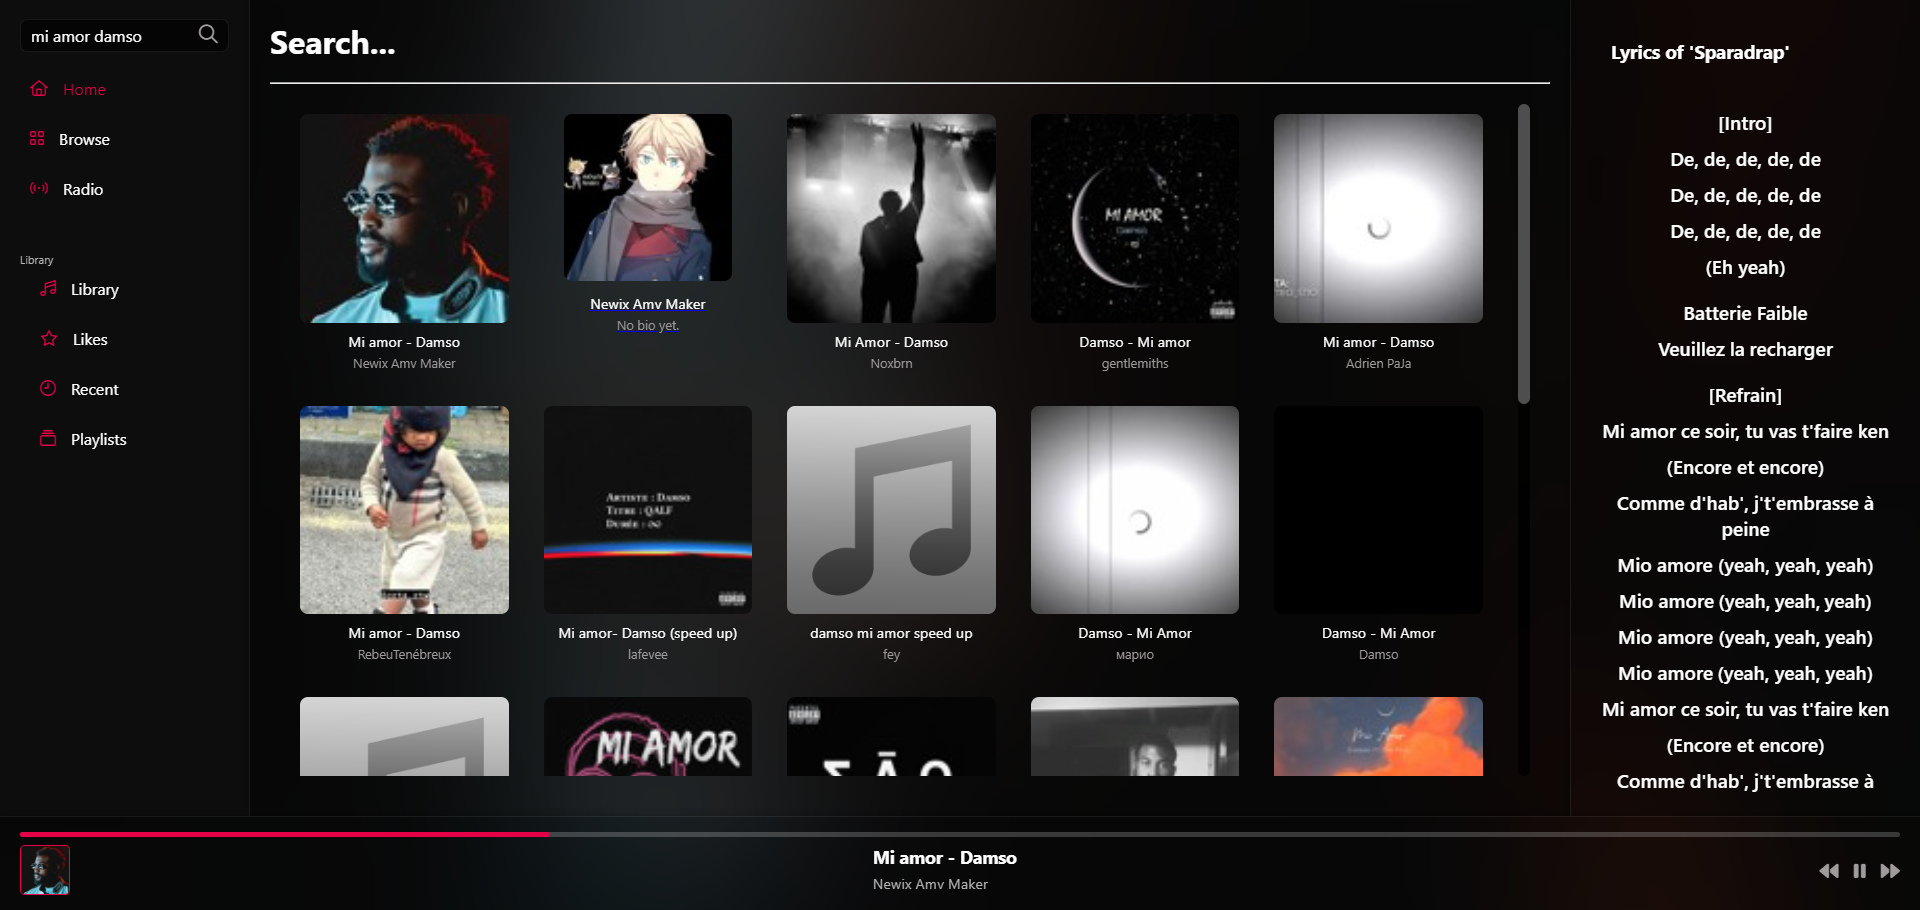 mi amor damso
Home
Browse
Radio
Library
Library
Likes
Recent
Playlists
Search...
Mi amor - Damso
Newix Amv Maker
Newix Amv Maker
No bio yet.
Mi Amor - Damso
Noxbrn
MI AMOR
Damso
Damso - Mi amor
gentlemiths
Mi amor - Damso
Adrien PaJa
Mi amor - Damso
RebeuTenébreux
Artiste : Damso
Titre : QALF
Durée : ∞
Mi amor- Damso (speed up)
lafevee
damso mi amor speed up
fey
Damso - Mi Amor
марио
Damso - Mi Amor
Damso
MI AMOR
Mi Amor
Lyrics of 'Sparadrap'
[Intro]
De, de, de, de, de
De, de, de, de, de
De, de, de, de, de
(Eh yeah)
Batterie Faible
Veuillez la recharger
[Refrain]
Mi amor ce soir, tu vas t'faire ken
(Encore et encore)
Comme d'hab', j't'embrasse à
peine
Mio amore (yeah, yeah, yeah)
Mio amore (yeah, yeah, yeah)
Mio amore (yeah, yeah, yeah)
Mio amore (yeah, yeah, yeah)
Mi amor ce soir, tu vas t'faire ken
(Encore et encore)
Comme d'hab', j't'embrasse à
Mi amor - Damso
Newix Amv Maker